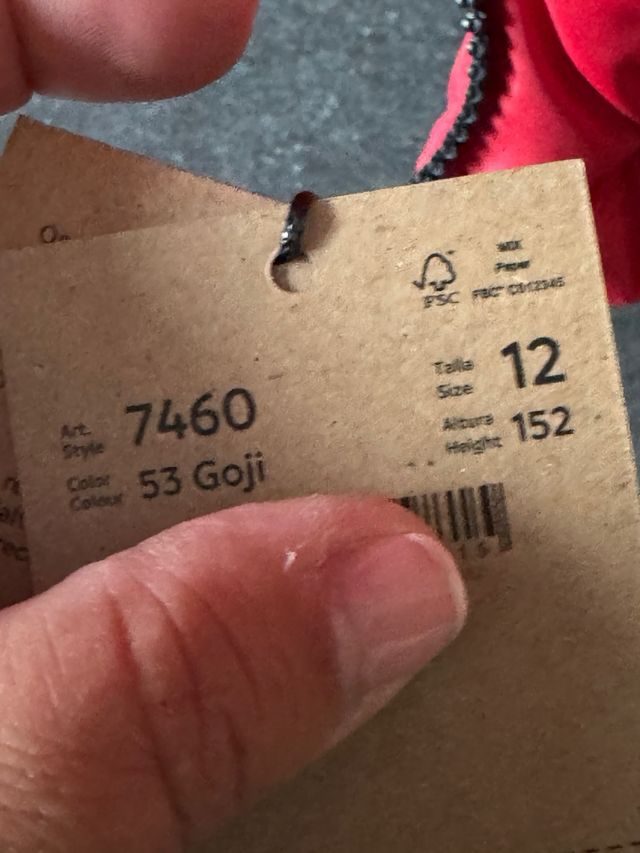 FSC
MIX
Paper
Talla
Size
12
Art.
Style
7460
Altura
Height
152
Color
Colour
53 Goji